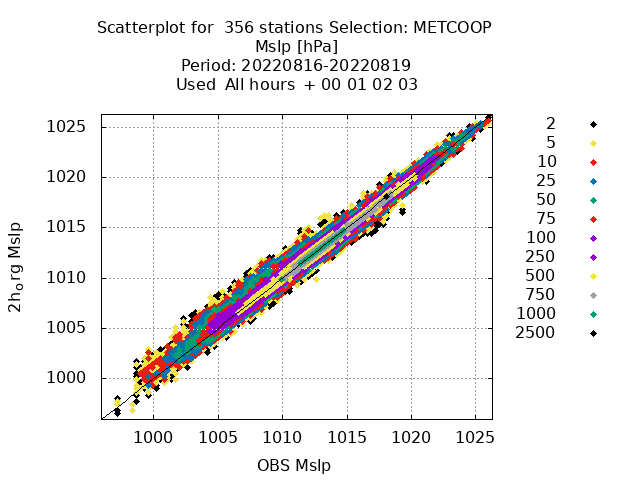 Scatterplot for  356 stations Selection: METCOOP
Mslp [hPa]
Period: 20220816-20220819
Used  All hours  + 00 01 02 03
2horg Mslp
1025
1020
1015
1010
1005
1000
1000 1005 1010 1015 1020 1025
OBS Mslp
2
5
10
25
50
75
100
250
500
750
1000
2500